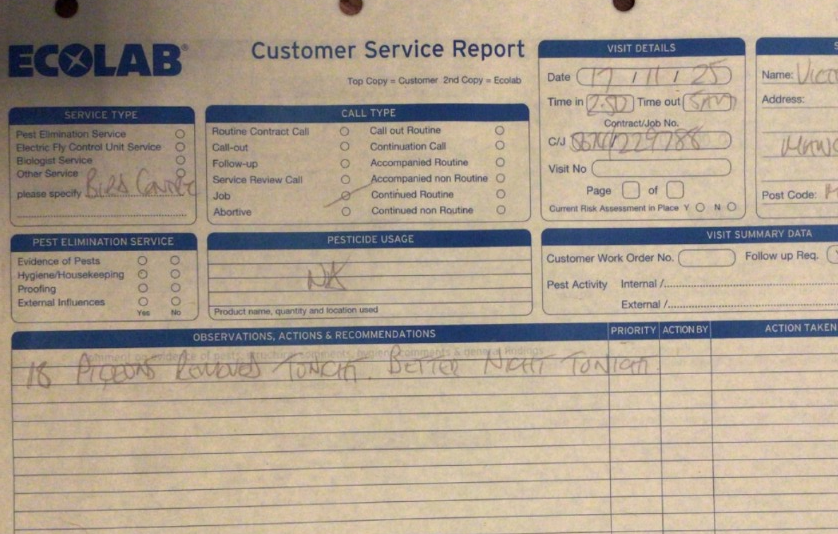 ECOLAB®
Customer Service Report
Top Copy = Customer 2nd Copy = Ecolab
VISIT DETAILS
Date 17 / 11 / 25
Time in Time out 5AM
Contract/Job No.
C/J
Visit No
Page of
Current Risk Assessment in Place Y N
Name:
Address:
Post Code:
SERVICE TYPE
Pest Elimination Service
Electric Fly Control Unit Service
Biologist Service
Other Service
please specify BIRD CONTROL
CALL TYPE
Routine Contract Call
Call-out
Follow-up
Service Review Call
Job
Abortive
Call out Routine
Continuation Call
Accompanied Routine
Accompanied non Routine
Continued Routine
Continued non Routine
PEST ELIMINATION SERVICE
Evidence of Pests
Hygiene/Housekeeping
Proofing
External Influences
Yes No
PESTICIDE USAGE
NA
Product name, quantity and location used
VISIT SUMMARY DATA
Customer Work Order No. Follow up Req.
Pest Activity Internal /
External /
OBSERVATIONS, ACTIONS & RECOMMENDATIONS PRIORITY ACTION BY ACTION TAKEN
18 PIGEONS REMOVED TONIGHT. BETTER NIGHT TONIGHT.